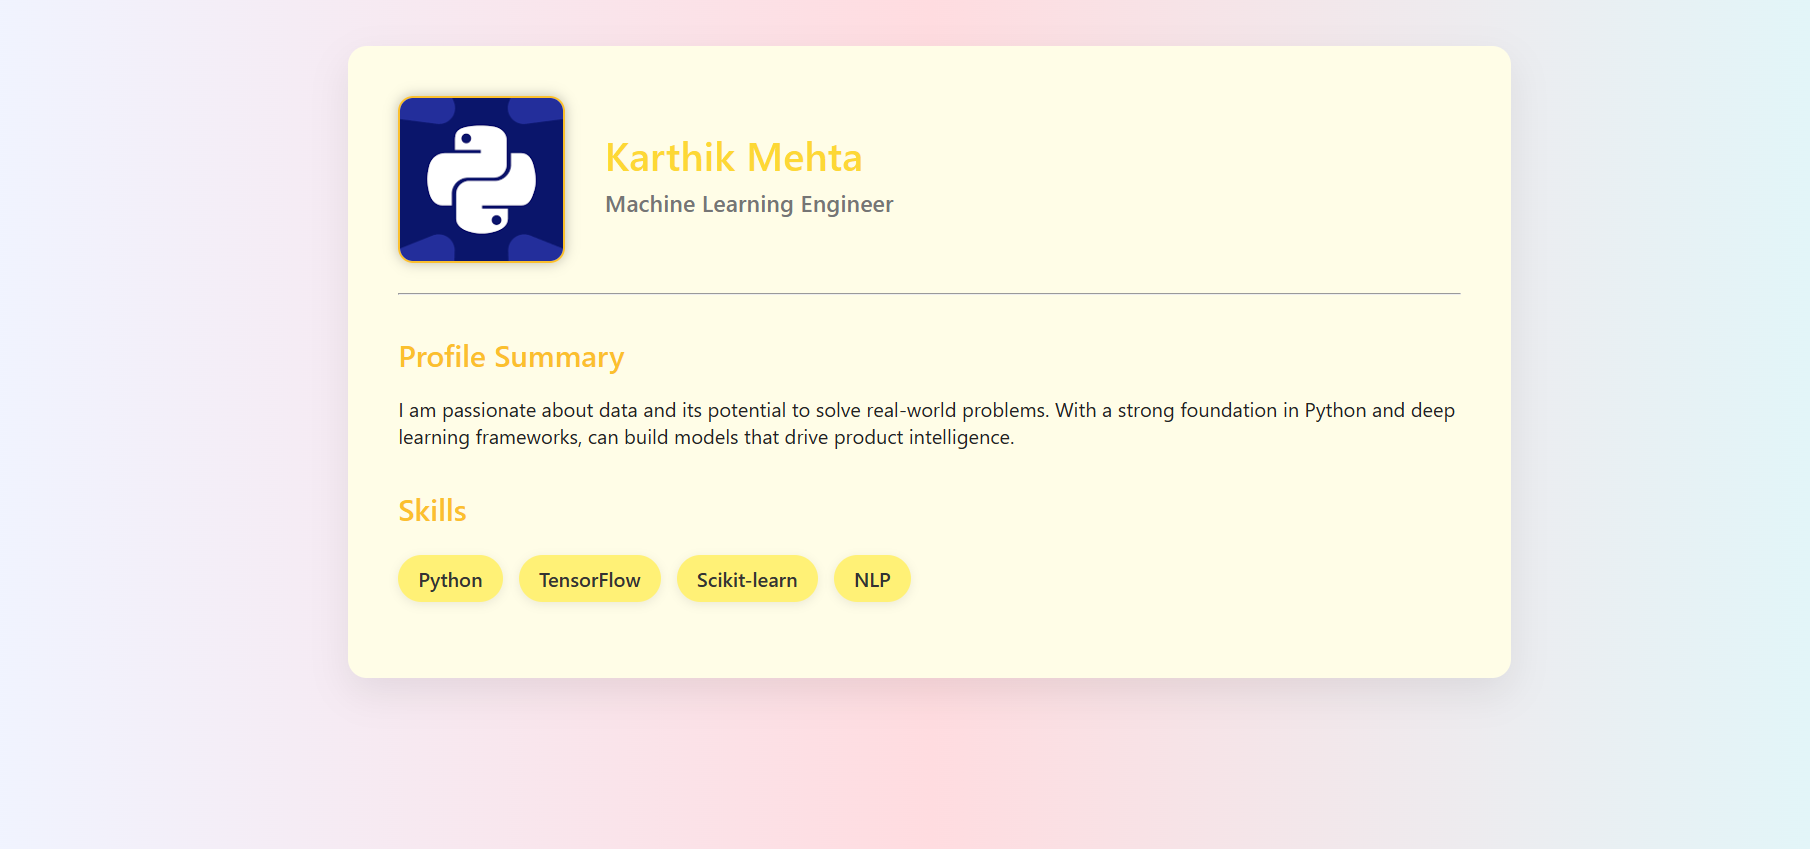 Karthik Mehta
Machine Learning Engineer
Profile Summary
I am passionate about data and its potential to solve real-world problems. With a strong foundation in Python and deep
learning frameworks, can build models that drive product intelligence.
Skills
Python TensorFlow Scikit-learn NLP